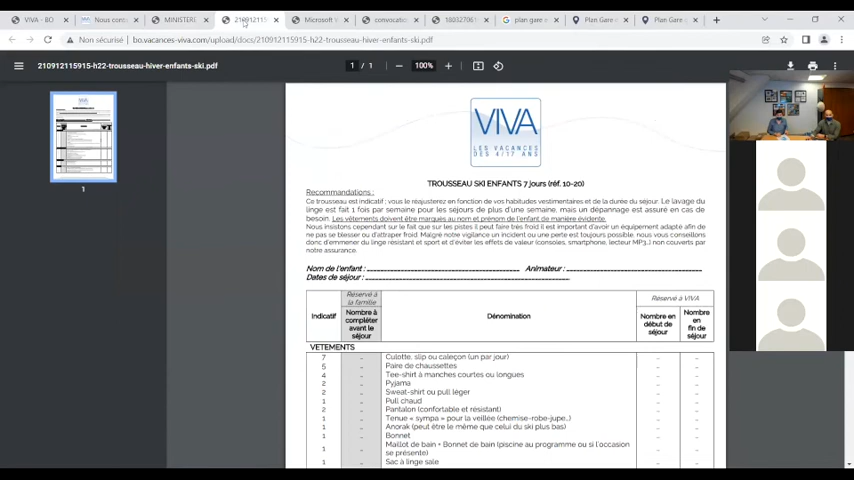 VIVA - BO
Nous cont
MINISTERE
210912115
Microsoft W
convocatio
18032706
plan gare d
Plan Gare
Plan Gare
Non sécurisé
bo.vacances-viva.com/upload/docs/210912115915-h22-trousseau-hiver-enfants-ski.pdf
210912115915-h22-trousseau-hiver-enfants-ski.pdf
1 / 1
100%
1
VIVA
LES VACANCES
DES 4/17 ANS
TROUSSEAU SKI ENFANTS 7 jours (réf. 10-20)
Recommandations :
Ce trousseau est indicatif ; vous le réajusterez en fonction de vos habitudes vestimentaires et de la durée du séjour. Le lavage du
linge est fait 1 fois par semaine pour les séjours de plus d'une semaine, mais un dépannage est assuré en cas de
besoin. Les vêtements doivent être marqués au nom et prénom de l'enfant de manière évidente.
Nous insistons cependant sur le fait que sur les pistes il peut faire très froid il est important d'avoir un équipement adapté afin de
ne pas se blesser ou d'attraper froid. Malgré notre vigilance un incident ou une perte est toujours possible, nous vous conseillons
donc d'emmener du linge résistant et sport et d'éviter les effets de valeur (consoles, smartphone, lecteur MP3…) non couverts par
notre assurance.
Nom de l'enfant : Animateur :
Dates de séjour :
Indicatif
Réservé à
la famille
Nombre à
compléter
avant le
séjour
Dénomination
Réservé à VIVA
Nombre en
début de
séjour
Nombre
en
fin de
séjour
VETEMENTS
7 Culotte, slip ou caleçon (un par jour)
5 Paire de chaussettes
4 Tee-shirt à manches courtes ou longues
2 Pyjama
2 Sweat-shirt ou pull léger
1 Pull chaud
2 Pantalon (confortable et résistant)
1 Tenue « sympa » pour la veillée (chemise-robe-jupe…)
1 Anorak (peut être le même que celui du ski plus bas)
1 Bonnet
1 Maillot de bain + Bonnet de bain (piscine au programme ou si l'occasion
se présente)
1 Sac à linge sale